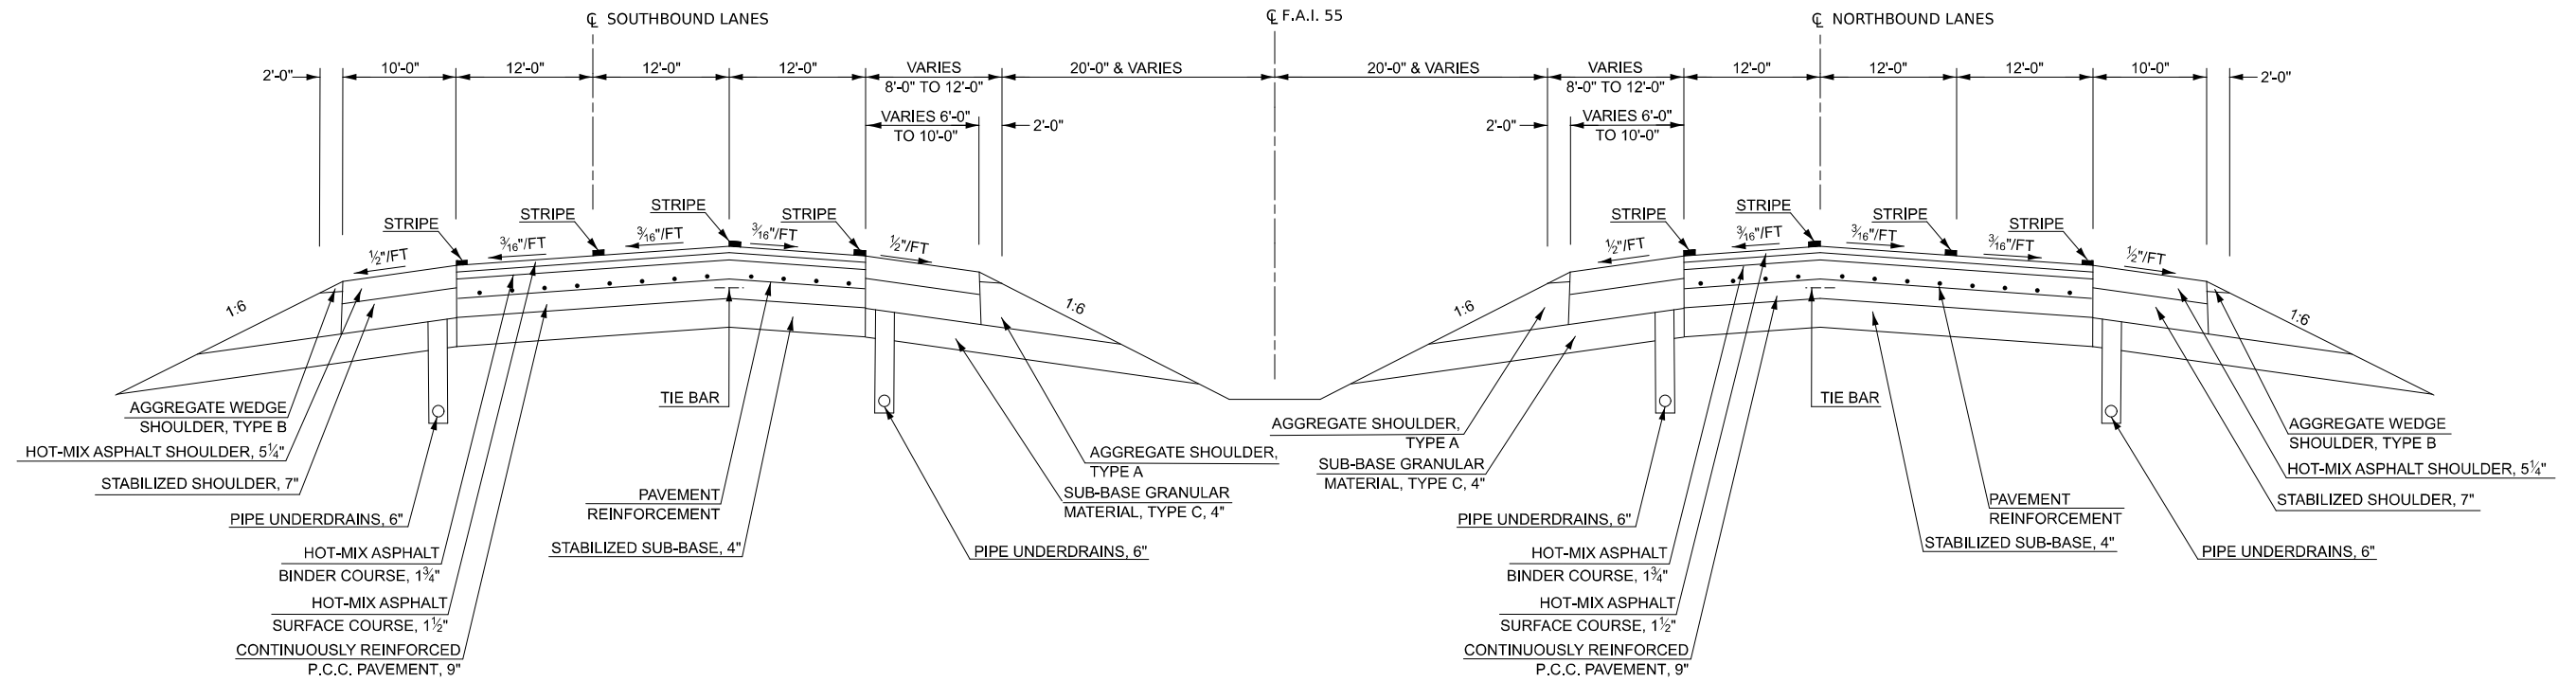 ℄ SOUTHBOUND LANES
℄ F.A.I. 55
℄ NORTHBOUND LANES
2'-0"
10'-0"
12'-0"
12'-0"
12'-0"
VARIES
8'-0" TO 12'-0"
20'-0" & VARIES
20'-0" & VARIES
VARIES
8'-0" TO 12'-0"
12'-0"
12'-0"
12'-0"
10'-0"
2'-0"
VARIES 6'-0"
TO 10'-0"
2'-0"
2'-0"
VARIES 6'-0"
TO 10'-0"
STRIPE
STRIPE
STRIPE
STRIPE
½"/FT
3⁄16"/FT
3⁄16"/FT
3⁄16"/FT
½"/FT
1:6
1:6
STRIPE
STRIPE
STRIPE
STRIPE
½"/FT
3⁄16"/FT
3⁄16"/FT
3⁄16"/FT
½"/FT
1:6
1:6
AGGREGATE WEDGE
SHOULDER, TYPE B
HOT-MIX ASPHALT SHOULDER, 5¼"
STABILIZED SHOULDER, 7"
PIPE UNDERDRAINS, 6"
HOT-MIX ASPHALT
BINDER COURSE, 1¾"
HOT-MIX ASPHALT
SURFACE COURSE, 1½"
CONTINUOUSLY REINFORCED
P.C.C. PAVEMENT, 9"
TIE BAR
PAVEMENT
REINFORCEMENT
STABILIZED SUB-BASE, 4"
AGGREGATE SHOULDER,
TYPE A
SUB-BASE GRANULAR
MATERIAL, TYPE C, 4"
PIPE UNDERDRAINS, 6"
AGGREGATE SHOULDER,
TYPE A
SUB-BASE GRANULAR
MATERIAL, TYPE C, 4"
PIPE UNDERDRAINS, 6"
HOT-MIX ASPHALT
BINDER COURSE, 1¾"
HOT-MIX ASPHALT
SURFACE COURSE, 1½"
CONTINUOUSLY REINFORCED
P.C.C. PAVEMENT, 9"
TIE BAR
AGGREGATE WEDGE
SHOULDER, TYPE B
HOT-MIX ASPHALT SHOULDER, 5¼"
STABILIZED SHOULDER, 7"
PAVEMENT
REINFORCEMENT
STABILIZED SUB-BASE, 4"
PIPE UNDERDRAINS, 6"